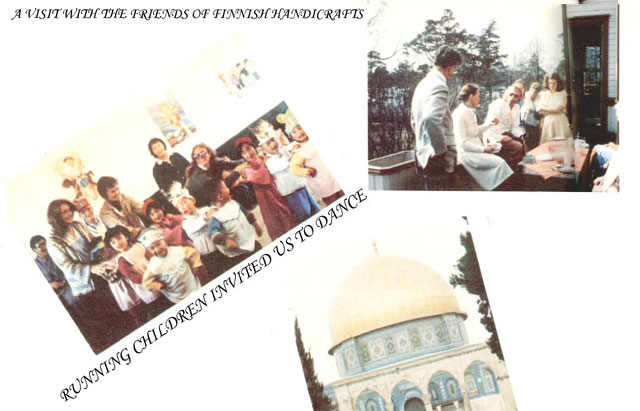 A VISIT WITH THE FRIENDS OF FINNISH HANDICRAFTS
RUNNING CHILDREN INVITED US TO DANCE